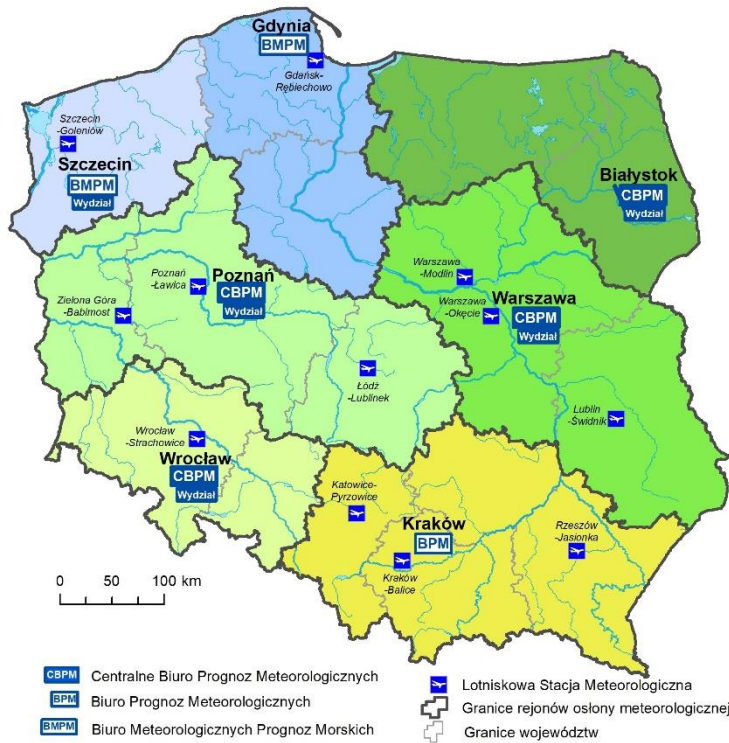 Gdynia
BMPM
Gdańsk-
Rębiechowo
Szczecin
-Goleniów
Szczecin
BMPM
Wydział
Białystok
CBPM
Wydział
Poznań
-Ławica
Poznań
CBPM
Wydział
Zielona Góra
-Babimost
Warszawa
-Modlin
Warszawa
-Okęcie
Warszawa
CBPM
Wydział
Łódź
-Lublinek
Lublin
-Świdnik
Wrocław
-Strachowice
Wrocław
CBPM
Wydział
Katowice-
Pyrzowice
Kraków
BPM
Kraków
-Balice
Rzeszów
-Jasionka
0 50 100 km
CBPM Centralne Biuro Prognoz Meteorologicznych
BPM Biuro Prognoz Meteorologicznych
BMPM Biuro Meteorologicznych Prognoz Morskich
Lotniskowa Stacja Meteorologiczna
Granice rejonów osłony meteorologicznej
Granice województw